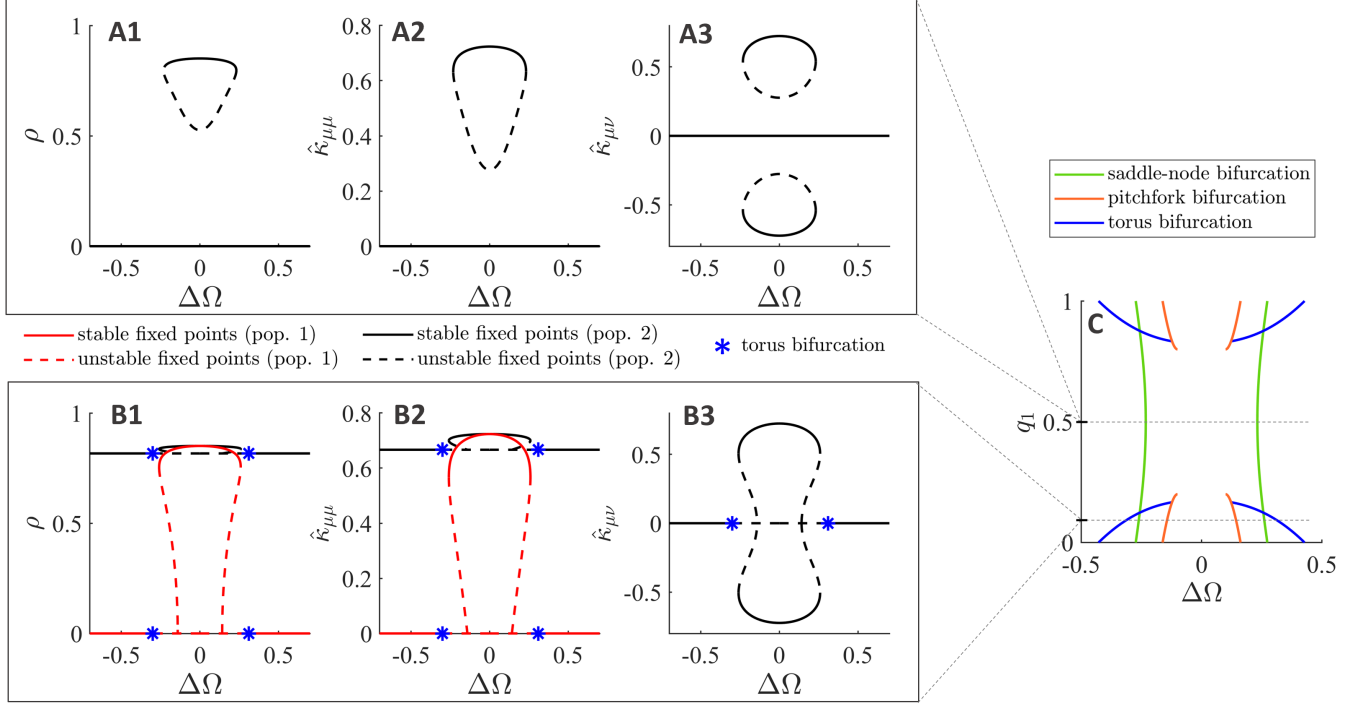 A1
1
0.5
0
ρ
-0.5 0 0.5
ΔΩ
A2
0.8
0.6
0.4
0.2
0
κ̂μμ
-0.5 0 0.5
ΔΩ
A3
0.5
0
-0.5
κ̂μν
-0.5 0 0.5
ΔΩ
saddle-node bifurcation
pitchfork bifurcation
torus bifurcation
stable fixed points (pop. 1)
unstable fixed points (pop. 1)
stable fixed points (pop. 2)
unstable fixed points (pop. 2)
torus bifurcation
B1
1
0.5
0
ρ
-0.5 0 0.5
ΔΩ
B2
0.8
0.6
0.4
0.2
0
κ̂μμ
-0.5 0 0.5
ΔΩ
B3
0.5
0
-0.5
κ̂μν
-0.5 0 0.5
ΔΩ
C
1
0.5
0
q1
-0.5 0 0.5
ΔΩ